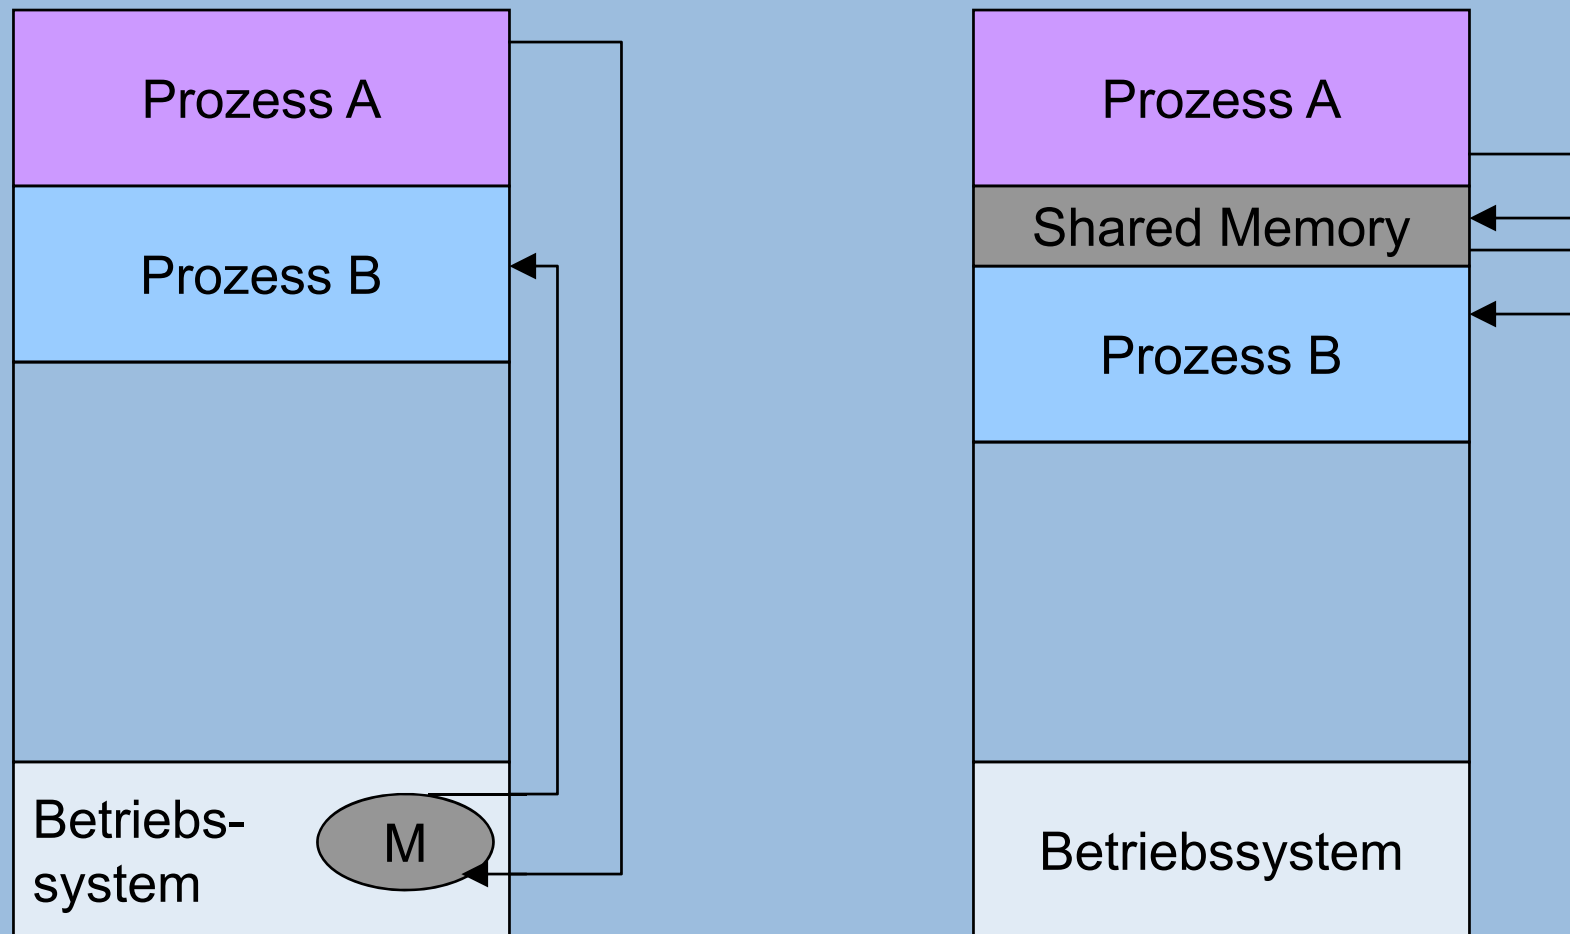 Prozess A
Prozess B
Betriebs-
system
M
Prozess A
Shared Memory
Prozess B
Betriebssystem